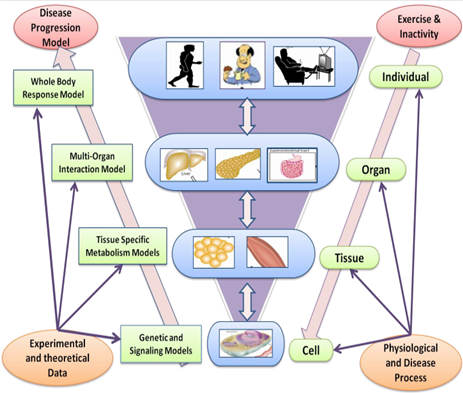 Disease
Progression
Model
Exercise &
Inactivity
Whole Body
Response Model
Individual
Multi-Organ
Interaction Model
Organ
Tissue Specific
Metabolism Models
Tissue
Genetic and
Signaling Models
Cell
Experimental
and theoretical
Data
Physiological
and Disease
Process